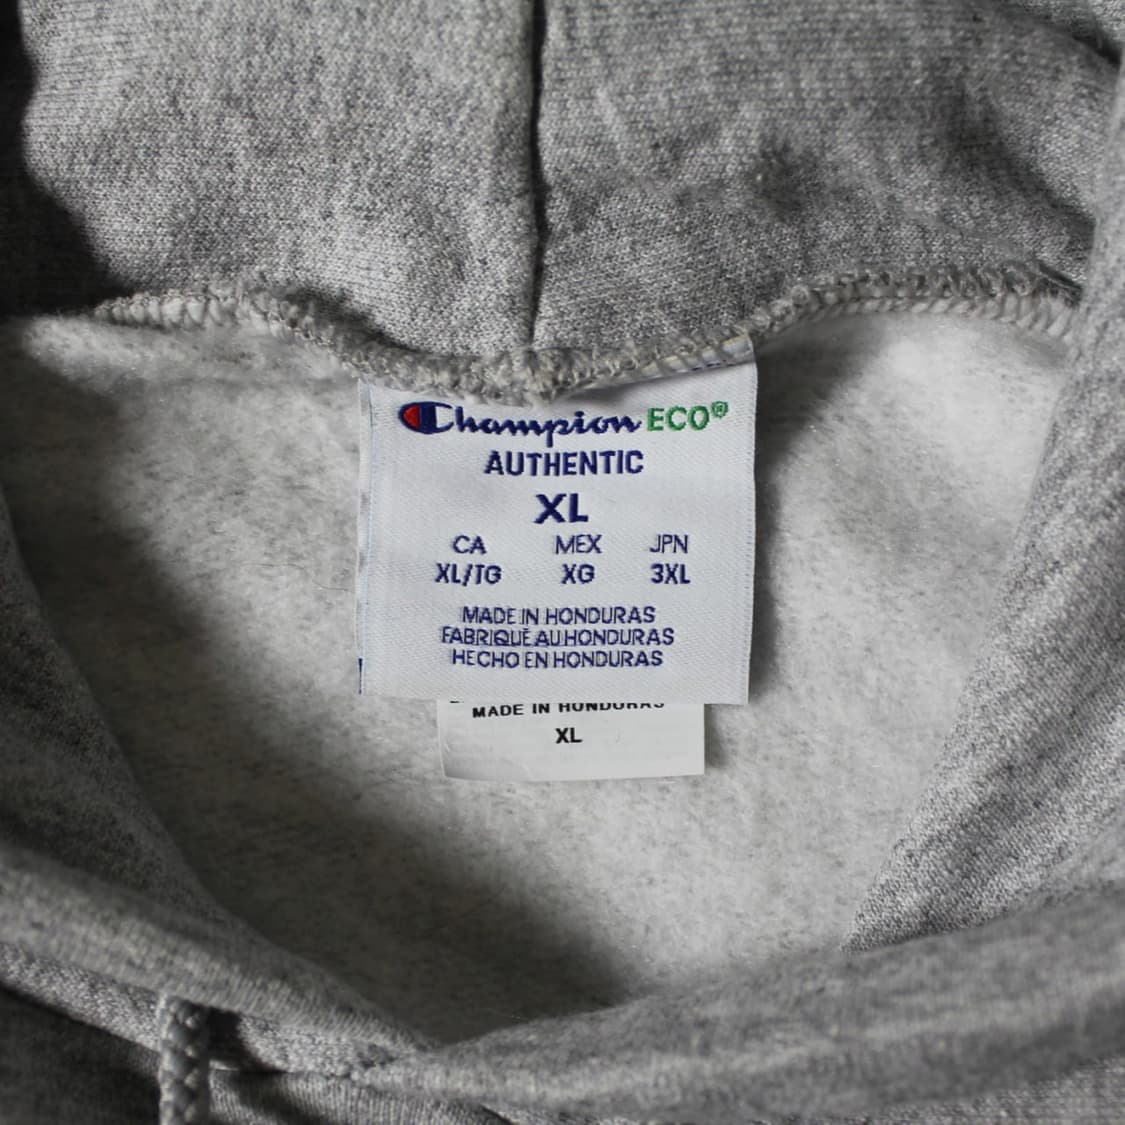 Champion ECO®
AUTHENTIC
XL
CA MEX JPN
XL/TG XG 3XL
MADE IN HONDURAS
FABRIQUÉ AU HONDURAS
HECHO EN HONDURAS
MADE IN HONDURAS
XL